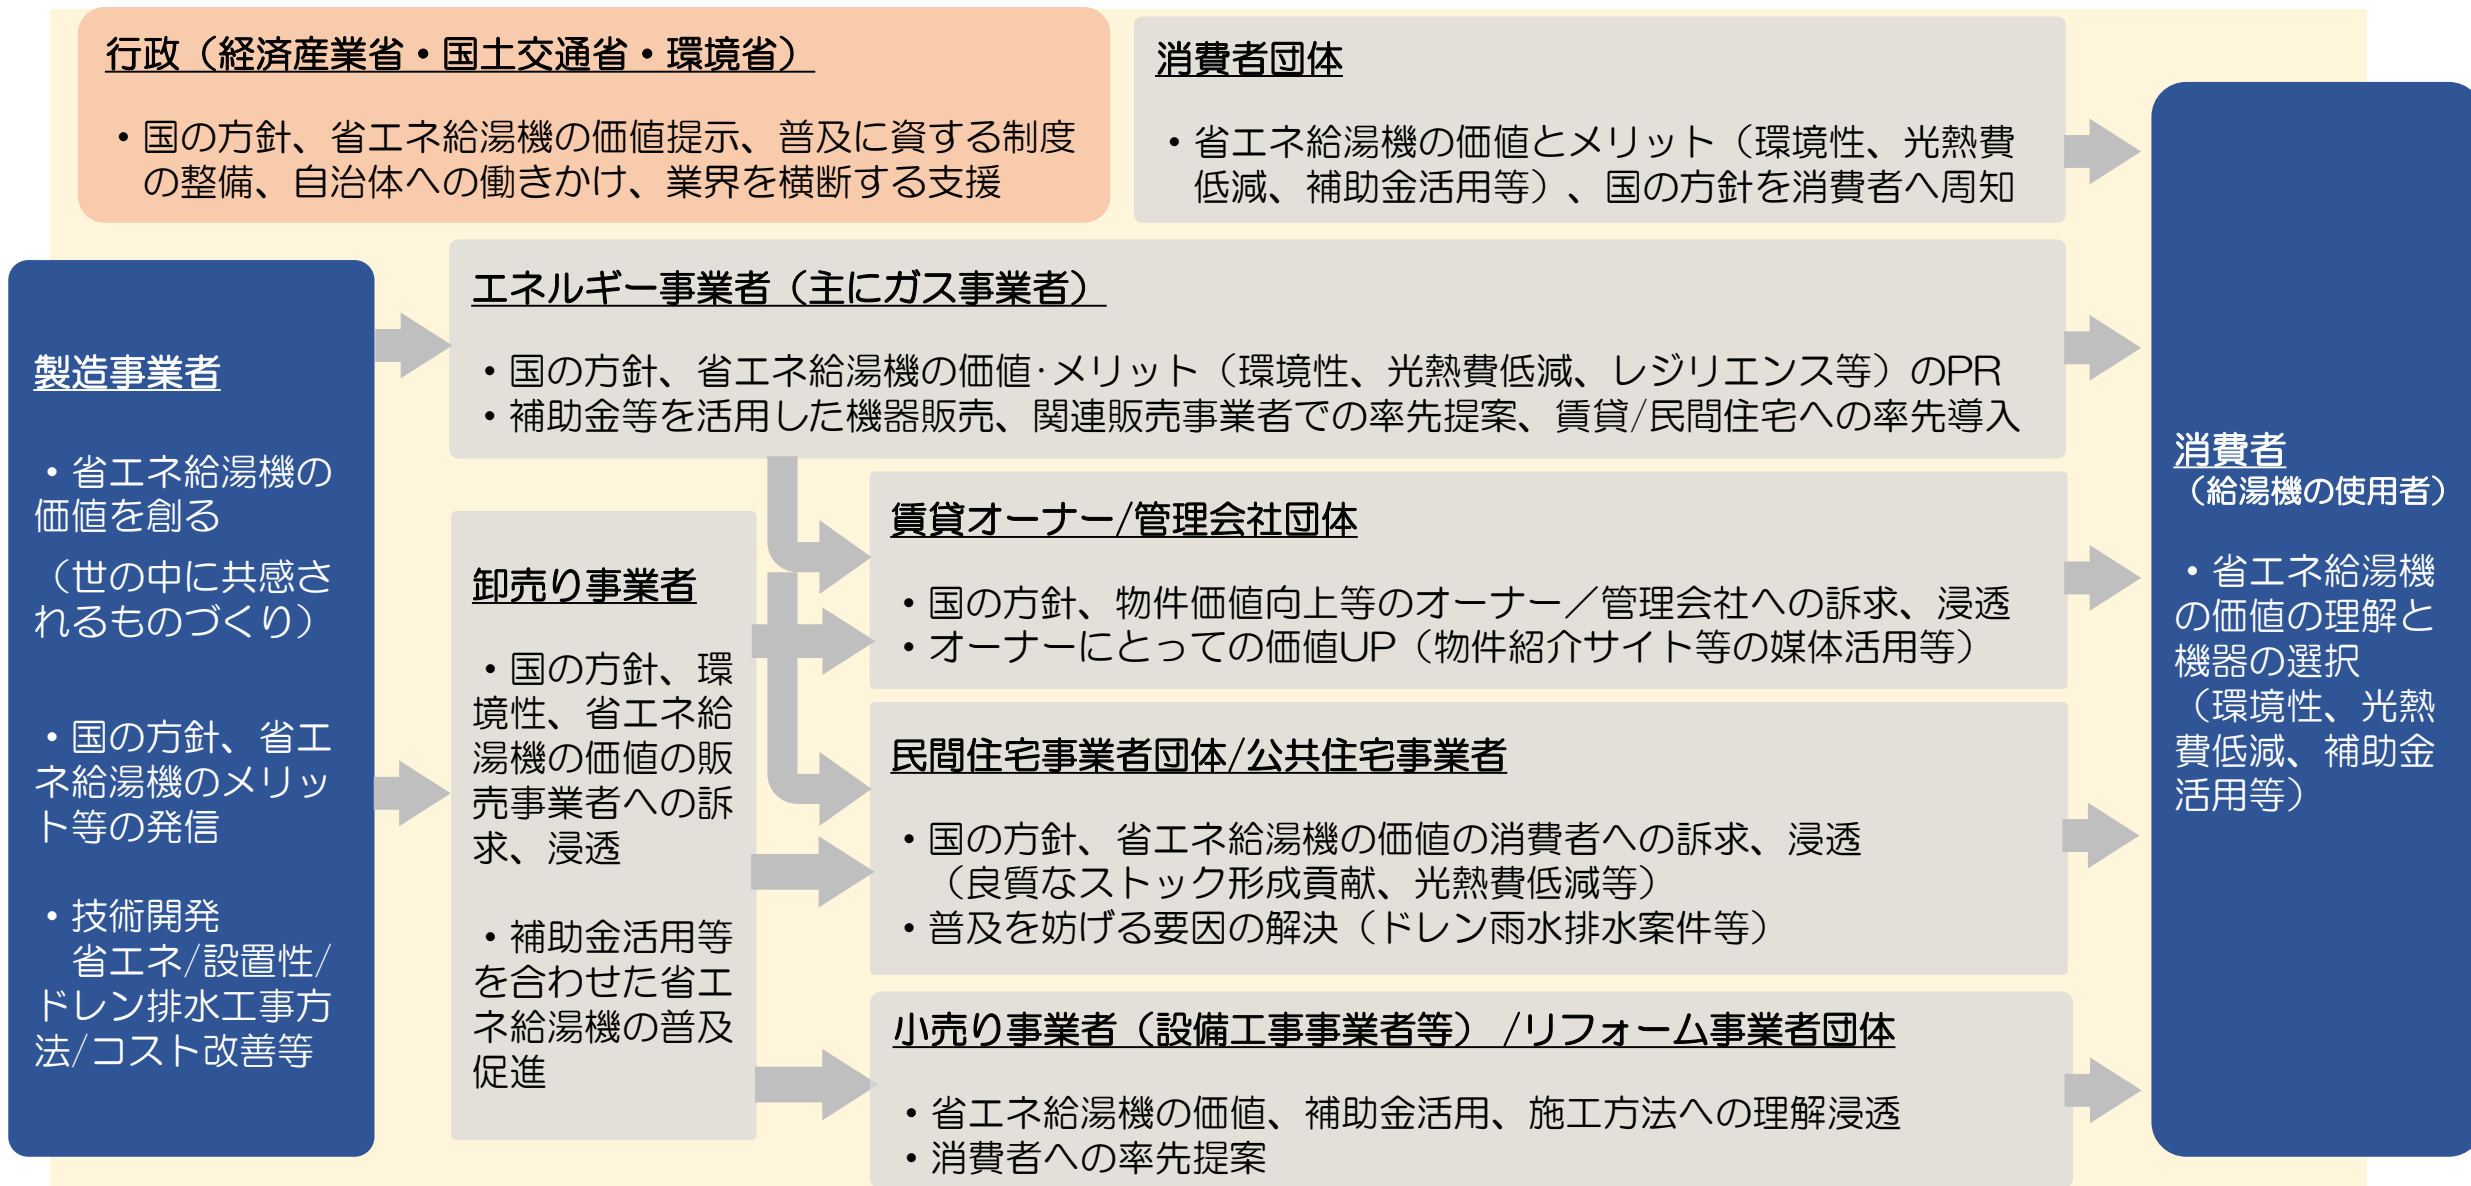 行政（経済産業省・国土交通省・環境省）
・国の方針、省エネ給湯機の価値提示、普及に資する制度
の整備、自治体への働きかけ、業界を横断する支援
消費者団体
・省エネ給湯機の価値とメリット（環境性、光熱費
低減、補助金活用等）、国の方針を消費者へ周知
製造事業者
・省エネ給湯機の
価値を創る
（世の中に共感さ
れるものづくり）
・国の方針、省エ
ネ給湯機のメリッ
ト等の発信
・技術開発
省エネ/設置性/
ドレン排水工事方
法/コスト改善等
エネルギー事業者（主にガス事業者）
・国の方針、省エネ給湯機の価値･メリット（環境性、光熱費低減、レジリエンス等）のPR
・補助金等を活用した機器販売、関連販売事業者での率先提案、賃貸/民間住宅への率先導入
卸売り事業者
・国の方針、環
境性、省エネ給
湯機の価値の販
売事業者への訴
求、浸透
・補助金活用等
を合わせた省エ
ネ給湯機の普及
促進
賃貸オーナー/管理会社団体
・国の方針、物件価値向上等のオーナー／管理会社への訴求、浸透
・オーナーにとっての価値UP（物件紹介サイト等の媒体活用等）
民間住宅事業者団体/公共住宅事業者
・国の方針、省エネ給湯機の価値の消費者への訴求、浸透
（良質なストック形成貢献、光熱費低減等）
・普及を妨げる要因の解決（ドレン雨水排水案件等）
小売り事業者（設備工事事業者等） /リフォーム事業者団体
・省エネ給湯機の価値、補助金活用、施工方法への理解浸透
・消費者への率先提案
消費者
（給湯機の使用者）
・省エネ給湯機
の価値の理解と
機器の選択
（環境性、光熱
費低減、補助金
活用等）